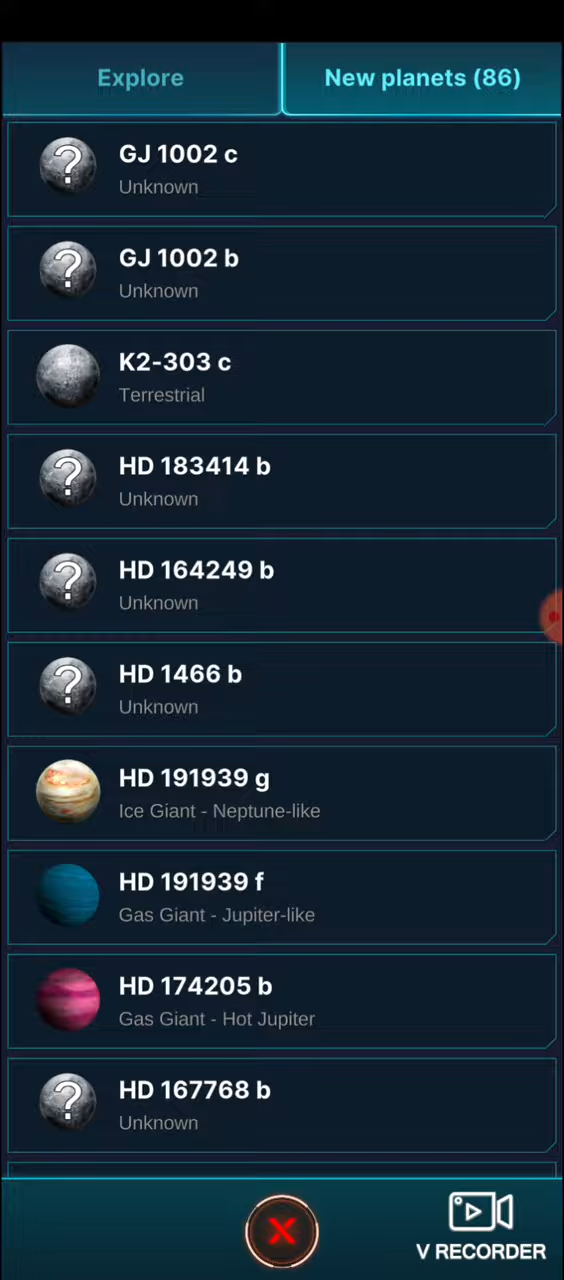 Explore
New planets (86)
?
GJ 1002 c
Unknown
?
GJ 1002 b
Unknown
K2-303 c
Terrestrial
?
HD 183414 b
Unknown
?
HD 164249 b
Unknown
?
HD 1466 b
Unknown
HD 191939 g
Ice Giant - Neptune-like
HD 191939 f
Gas Giant - Jupiter-like
HD 174205 b
Gas Giant - Hot Jupiter
?
HD 167768 b
Unknown
V RECORDER